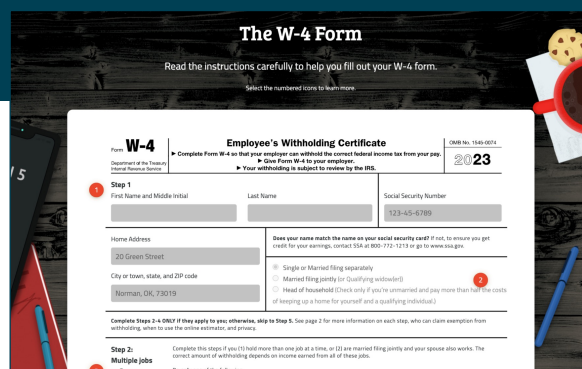 The W-4 Form
Read the instructions carefully to help you fill out your W-4 form.
Select the numbered icons to learn more.
Form W-4
Department of the Treasury
Internal Revenue Service
Employee's Withholding Certificate
▶ Complete Form W-4 so that your employer can withhold the correct federal income tax from your pay.
▶ Give Form W-4 to your employer.
▶ Your withholding is subject to review by the IRS.
OMB No. 1545-0074
2023
1
Step 1
First Name and Middle Initial
Last Name
Social Security Number
123-45-6789
Home Address
20 Green Street
City or town, state, and ZIP code
Norman, OK, 73019
Does your name match the name on your social security card? If not, to ensure you get
credit for your earnings, contact SSA at 800-772-1213 or go to www.ssa.gov.
Single or Married filing separately
Married filing jointly (or Qualifying widow(er))
2
Head of household (Check only if you're unmarried and pay more than half the costs
of keeping up a home for yourself and a qualifying individual.)
Complete Steps 2-4 ONLY if they apply to you; otherwise, skip to Step 5. See page 2 for more information on each step, who can claim exemption from
withholding, when to use the online estimator, and privacy.
Step 2:
Multiple jobs
Complete this steps if you (1) hold more than one job at a time, or (2) are married filing jointly and your spouse also works. The
correct amount of withholding depends on income earned from all of these jobs.